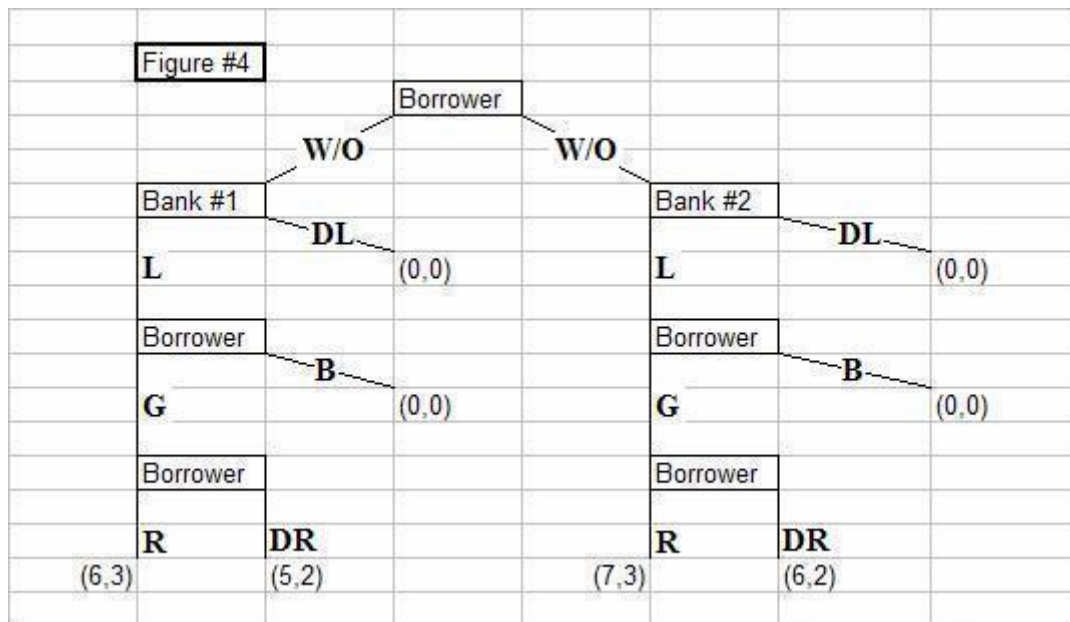 Figure #4
Borrower
W/O W/O
Bank #1 Bank #2
DL DL
L (0,0) L (0,0)
Borrower Borrower
B B
G (0,0) G (0,0)
Borrower Borrower
R DR R DR
(6,3) (5,2) (7,3) (6,2)